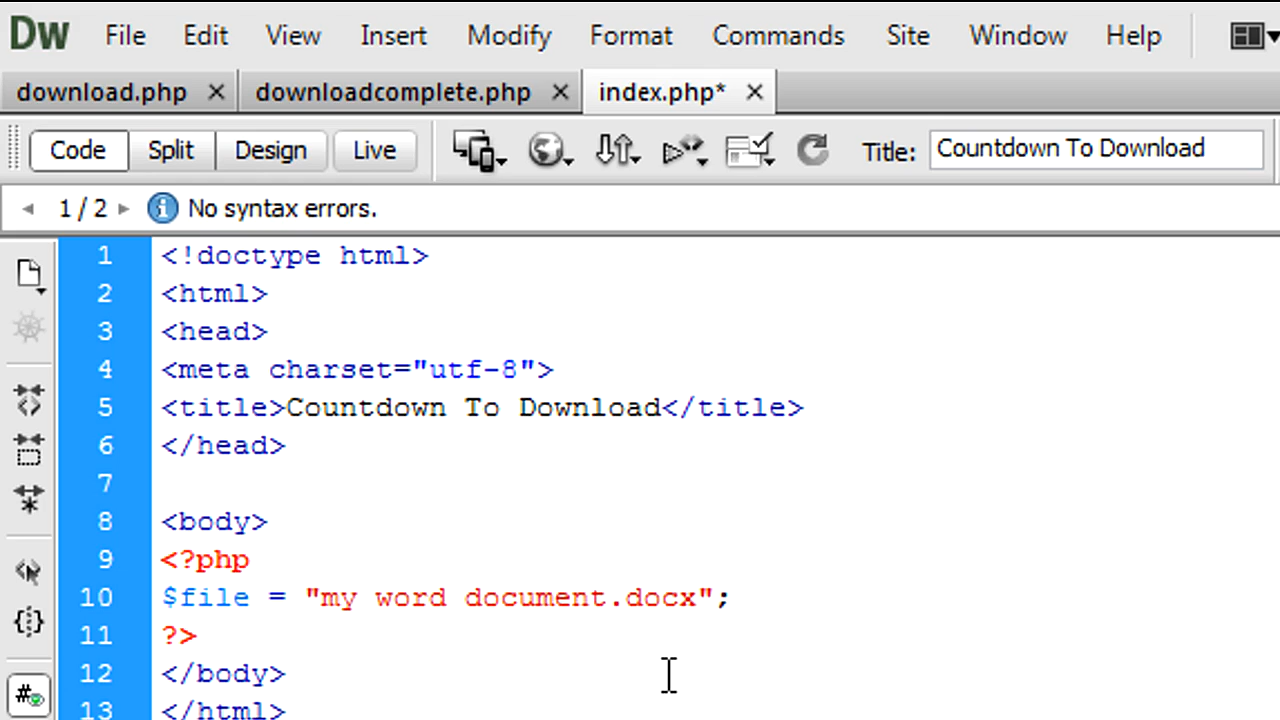 Dw File Edit View Insert Modify Format Commands Site Window Help
download.php downloadcomplete.php index.php*
Code Split Design Live Title: Countdown To Download
1 / 2 No syntax errors.
1 <!doctype html>
2 <html>
3 <head>
4 <meta charset="utf-8">
5 <title>Countdown To Download</title>
6 </head>
7
8 <body>
9 <?php
10 $file = "my word document.docx";
11 ?>
12 </body>
13 </html>